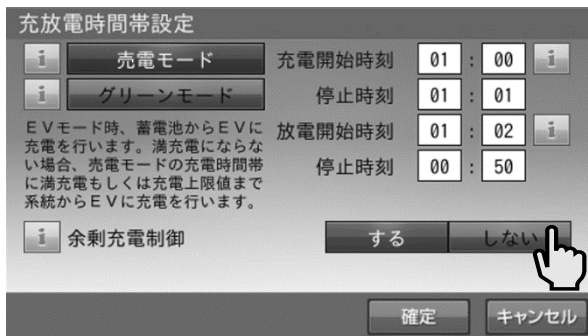 充放電時間帯設定
i 売電モード 充電開始時刻 01 : 00 i
i グリーンモード 停止時刻 01 : 01
ＥＶモード時、蓄電池からＥＶに
充電を行います。満充電にならな
い場合、売電モードの充電時間帯
に満充電もしくは充電上限値まで
系統からＥＶに充電を行います。
放電開始時刻 01 : 02 i
停止時刻 00 : 50
i 余剰充電制御 する しない
確定 キャンセル